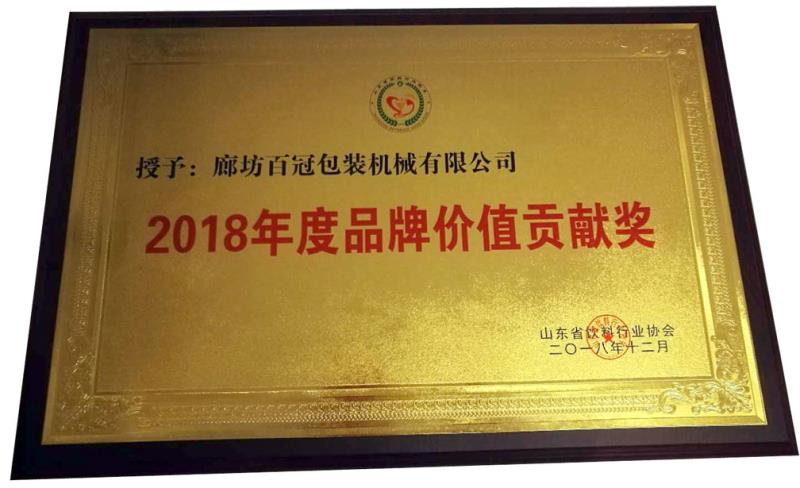 授予：廊坊百冠包装机械有限公司
2018年度品牌价值贡献奖
山东省饮料行业协会
二〇一八年十二月